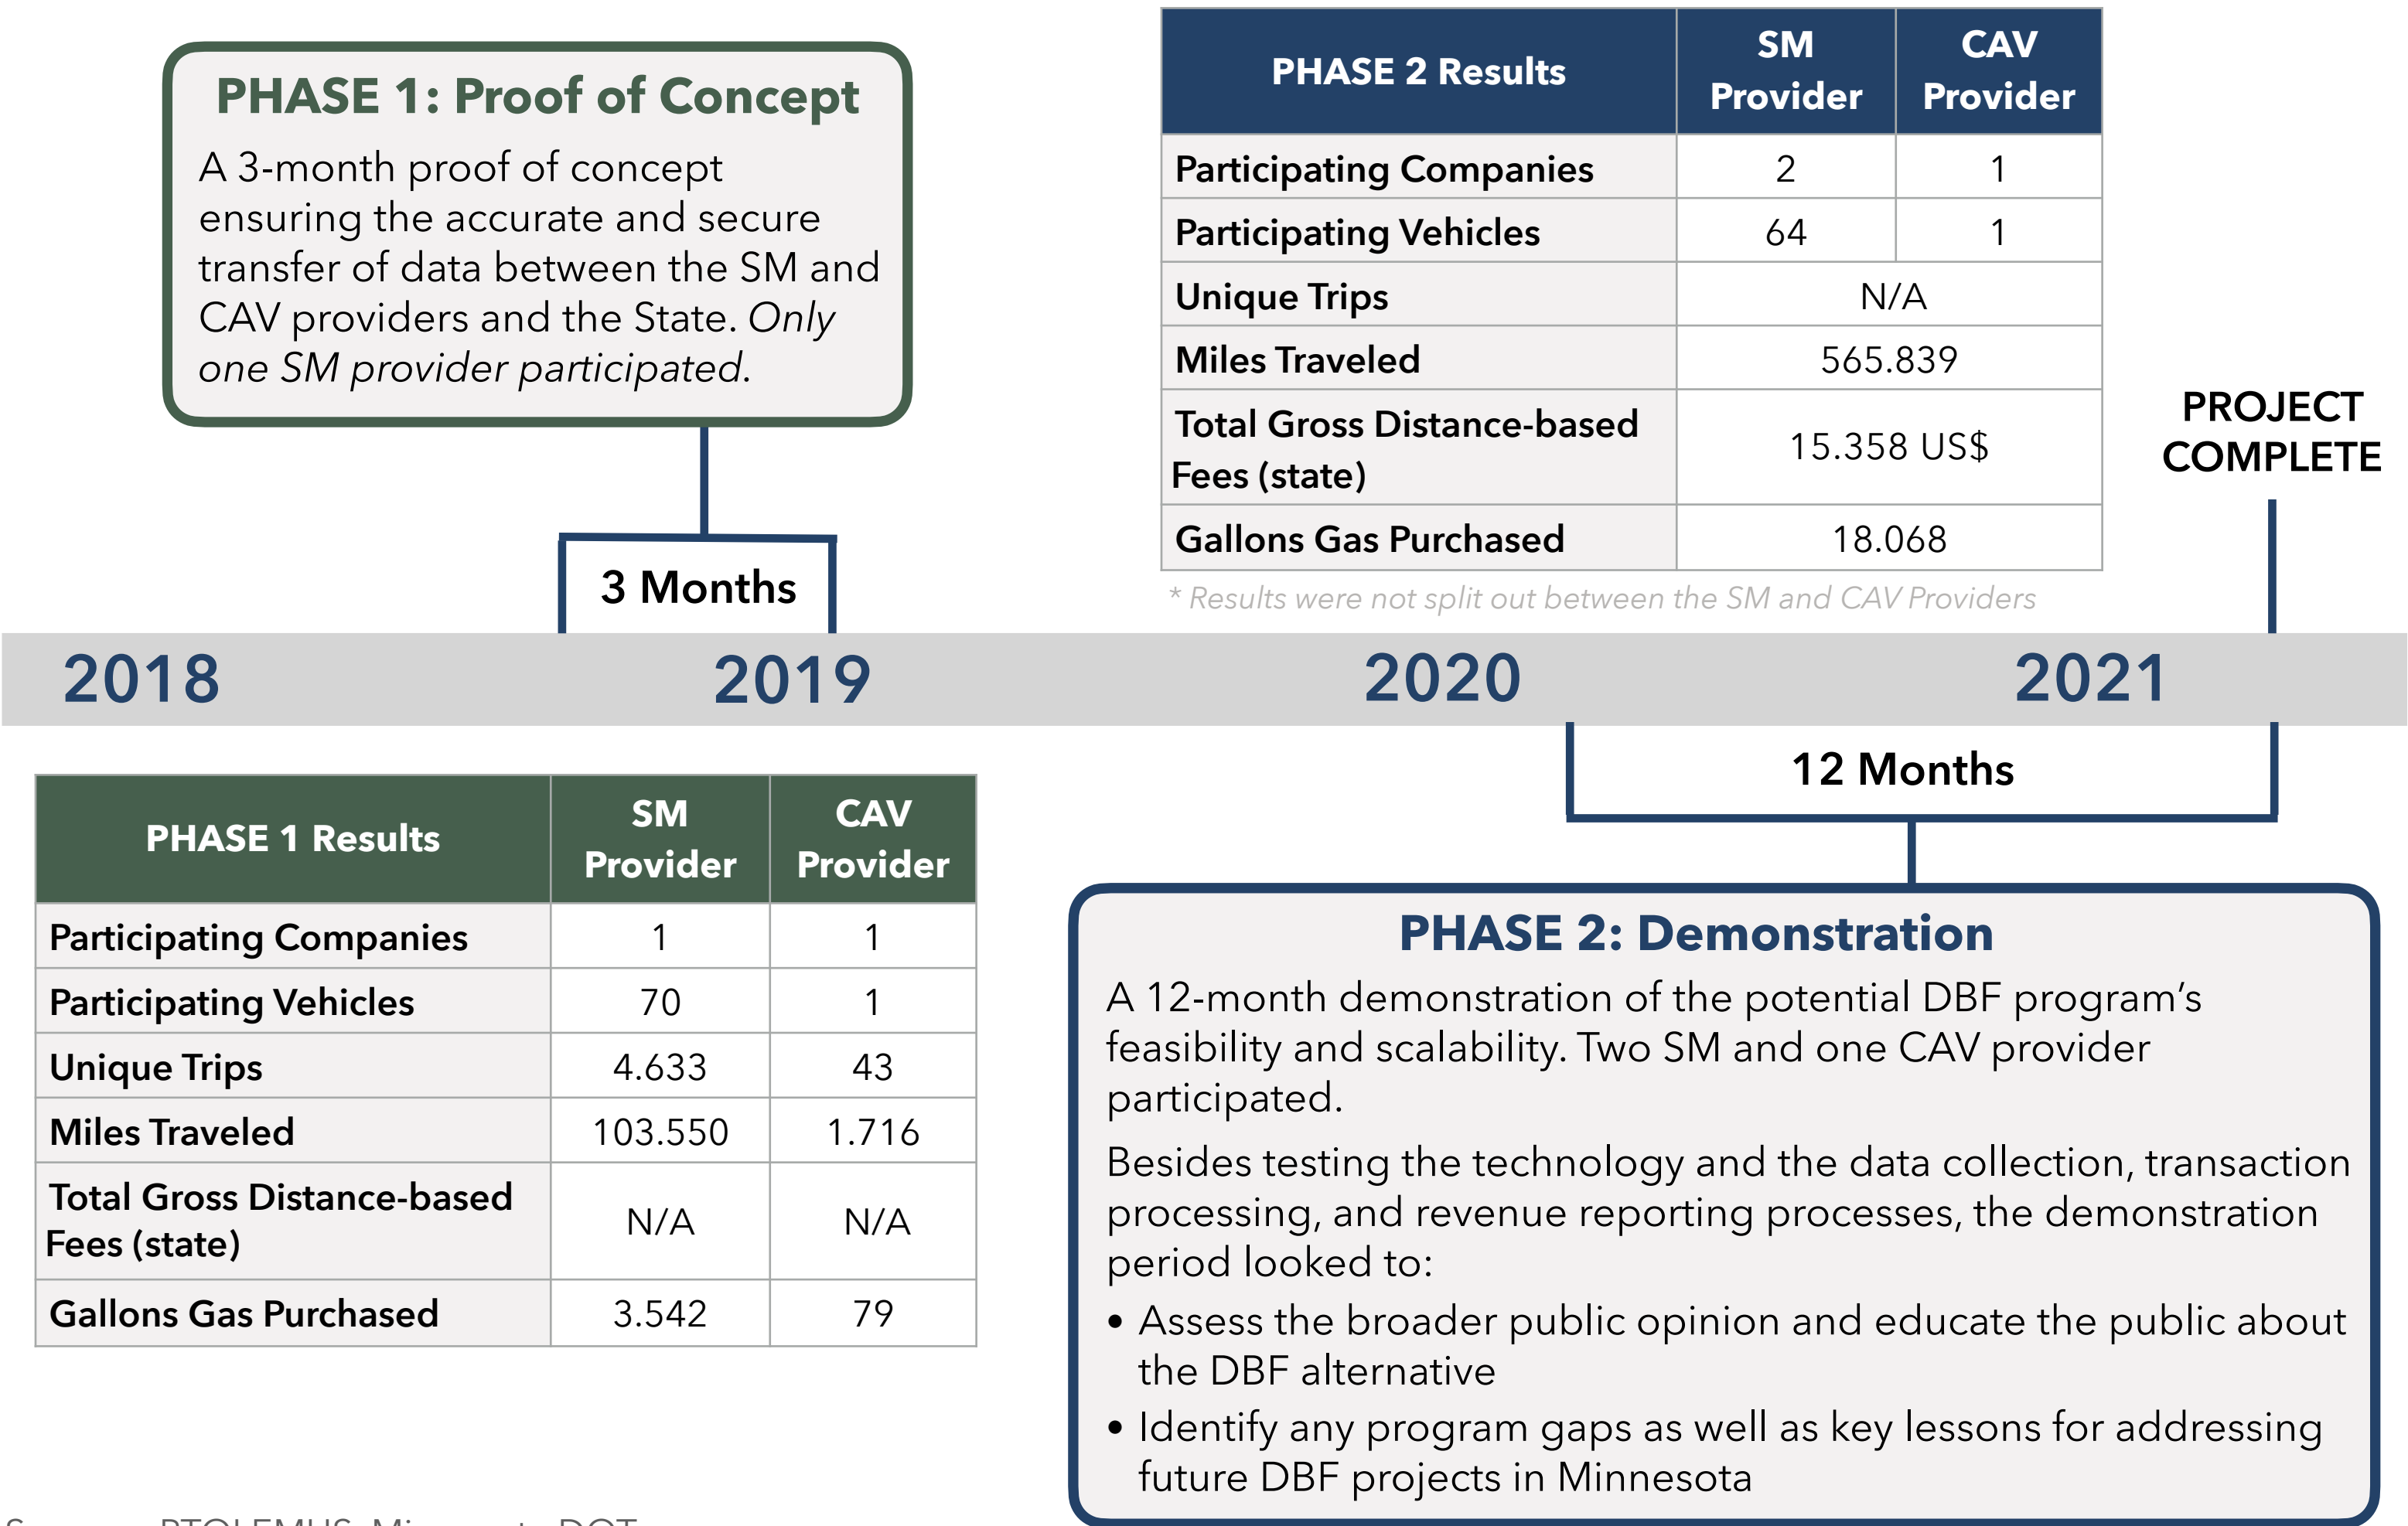 PHASE 1: Proof of Concept
A 3-month proof of concept
ensuring the accurate and secure
transfer of data between the SM and
CAV providers and the State. Only
one SM provider participated.
3 Months
PHASE 2 Results
SM
Provider
CAV
Provider
Participating Companies 2 1
Participating Vehicles 64 1
Unique Trips N/A
Miles Traveled 565.839
Total Gross Distance-based
Fees (state)
15.358 US$
Gallons Gas Purchased 18.068
* Results were not split out between the SM and CAV Providers
PROJECT
COMPLETE
2018 2019 2020 2021
PHASE 1 Results
SM
Provider
CAV
Provider
Participating Companies 1 1
Participating Vehicles 70 1
Unique Trips 4.633 43
Miles Traveled 103.550 1.716
Total Gross Distance-based
Fees (state)
N/A N/A
Gallons Gas Purchased 3.542 79
12 Months
PHASE 2: Demonstration
A 12-month demonstration of the potential DBF program's
feasibility and scalability. Two SM and one CAV provider
participated.
Besides testing the technology and the data collection, transaction
processing, and revenue reporting processes, the demonstration
period looked to:
• Assess the broader public opinion and educate the public about
the DBF alternative
• Identify any program gaps as well as key lessons for addressing
future DBF projects in Minnesota
PTOLEMUS, Minnesota DOT